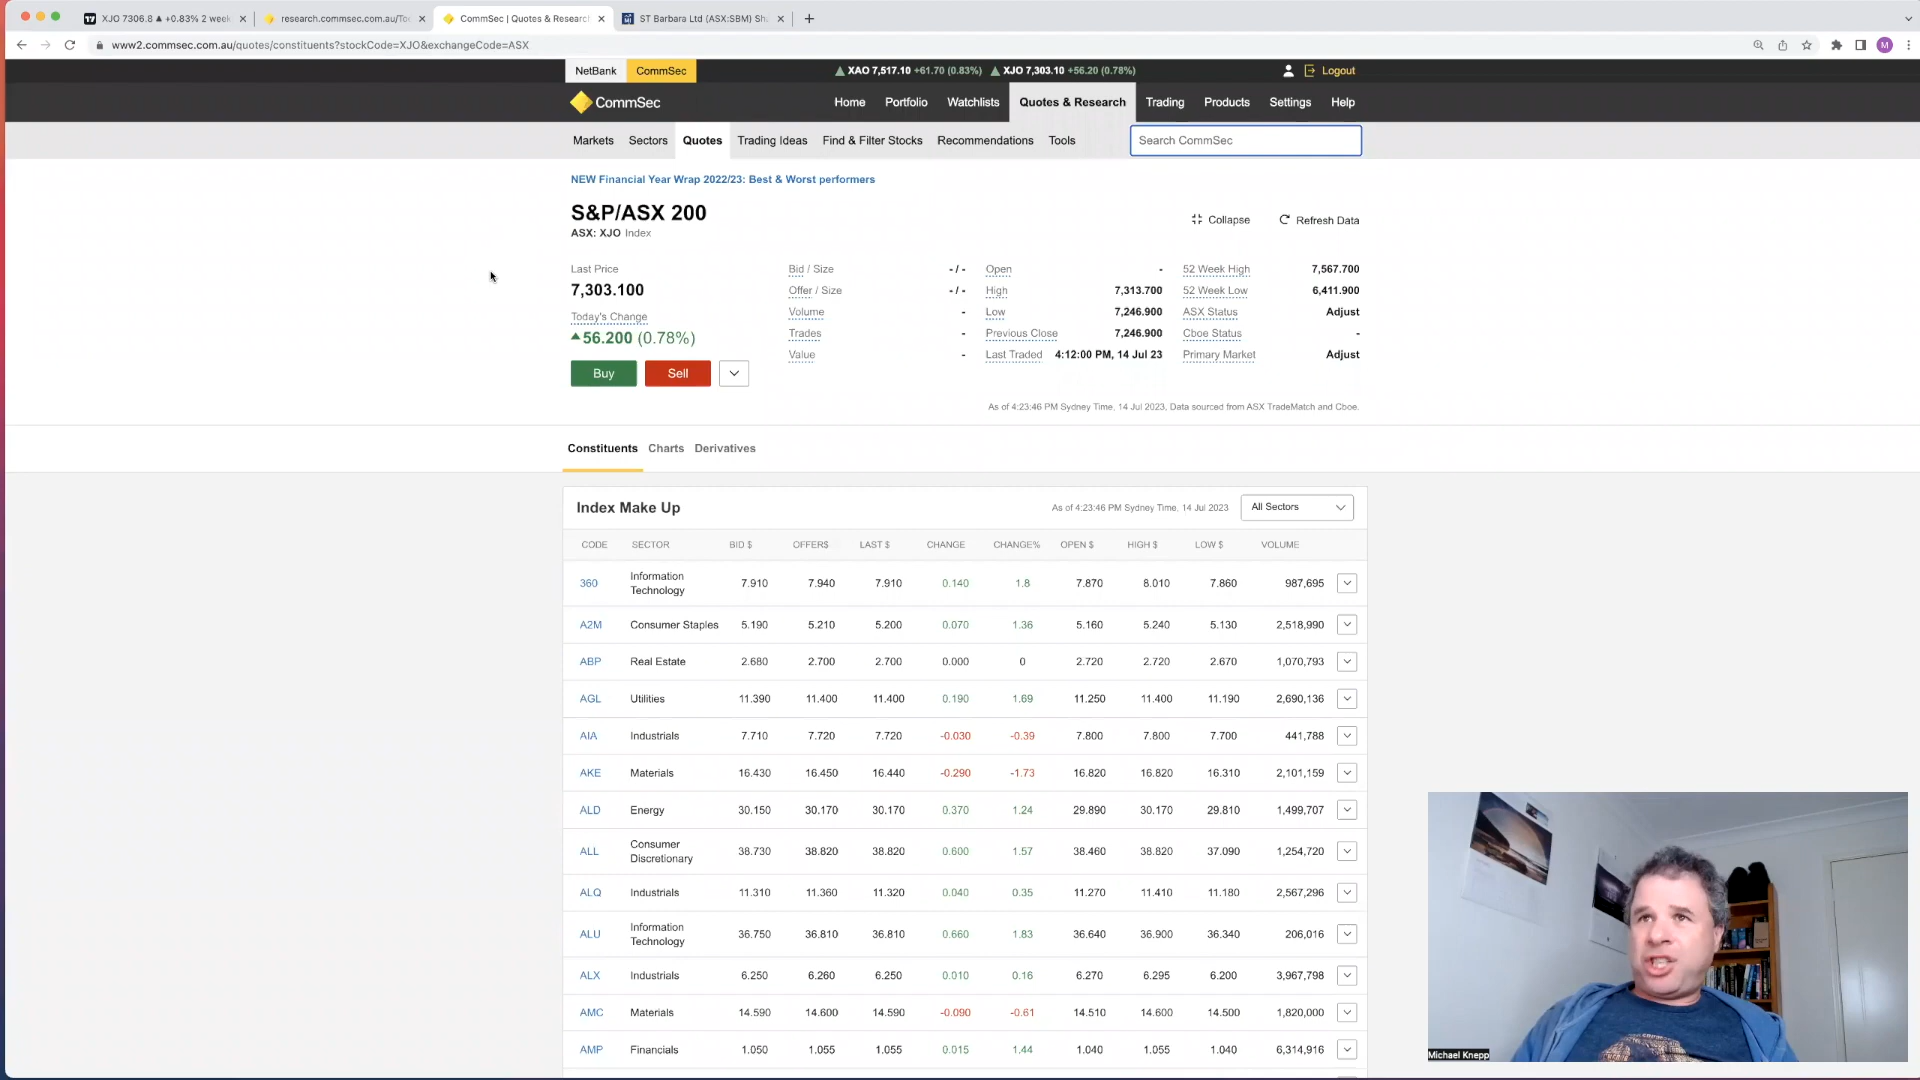 XJO 7306.8 ▲ +0.83% 2 week
research.commsec.com.au/To
CommSec | Quotes & Researc
ST Barbara Ltd (ASX:SBM) Sh
www2.commsec.com.au/quotes/constituents?stockCode=XJO&exchangeCode=ASX
M
NetBank CommSec ▲ XAO 7,517.10 +61.70 (0.83%) ▲ XJO 7,303.10 +56.20 (0.78%) Logout
CommSec Home Portfolio Watchlists Quotes & Research Trading Products Settings Help
Markets Sectors Quotes Trading Ideas Find & Filter Stocks Recommendations Tools Search CommSec
NEW Financial Year Wrap 2022/23: Best & Worst performers
S&P/ASX 200
ASX: XJO Index
Collapse Refresh Data
Last Price
7,303.100
Today's Change
▲56.200 (0.78%)
Buy Sell
Bid / Size - / -
Offer / Size - / -
Volume -
Trades -
Value -
Open -
High 7,313.700
Low 7,246.900
Previous Close 7,246.900
Last Traded 4:12:00 PM, 14 Jul 23
52 Week High 7,567.700
52 Week Low 6,411.900
ASX Status Adjust
Cboe Status -
Primary Market Adjust
As of 4:23:46 PM Sydney Time, 14 Jul 2023, Data sourced from ASX TradeMatch and Cboe.
Constituents Charts Derivatives
Index Make Up As of 4:23:46 PM Sydney Time, 14 Jul 2023 All Sectors
CODE SECTOR BID $ OFFER$ LAST $ CHANGE CHANGE% OPEN $ HIGH $ LOW $ VOLUME
360 Information Technology 7.910 7.940 7.910 0.140 1.8 7.870 8.010 7.860 987,695
A2M Consumer Staples 5.190 5.210 5.200 0.070 1.36 5.160 5.240 5.130 2,518,990
ABP Real Estate 2.680 2.700 2.700 0.000 0 2.720 2.720 2.670 1,070,793
AGL Utilities 11.390 11.400 11.400 0.190 1.69 11.250 11.400 11.190 2,690,136
AIA Industrials 7.710 7.720 7.720 -0.030 -0.39 7.800 7.800 7.700 441,788
AKE Materials 16.430 16.450 16.440 -0.290 -1.73 16.820 16.820 16.310 2,101,159
ALD Energy 30.150 30.170 30.170 0.370 1.24 29.890 30.170 29.810 1,499,707
ALL Consumer Discretionary 38.730 38.820 38.820 0.600 1.57 38.460 38.820 37.090 1,254,720
ALQ Industrials 11.310 11.360 11.320 0.040 0.35 11.270 11.410 11.180 2,567,296
ALU Information Technology 36.750 36.810 36.810 0.660 1.83 36.640 36.900 36.340 206,016
ALX Industrials 6.250 6.260 6.250 0.010 0.16 6.270 6.295 6.200 3,967,798
AMC Materials 14.590 14.600 14.590 -0.090 -0.61 14.510 14.600 14.500 1,820,000
AMP Financials 1.050 1.055 1.055 0.015 1.44 1.040 1.055 1.040 6,314,916
Michael Knepp